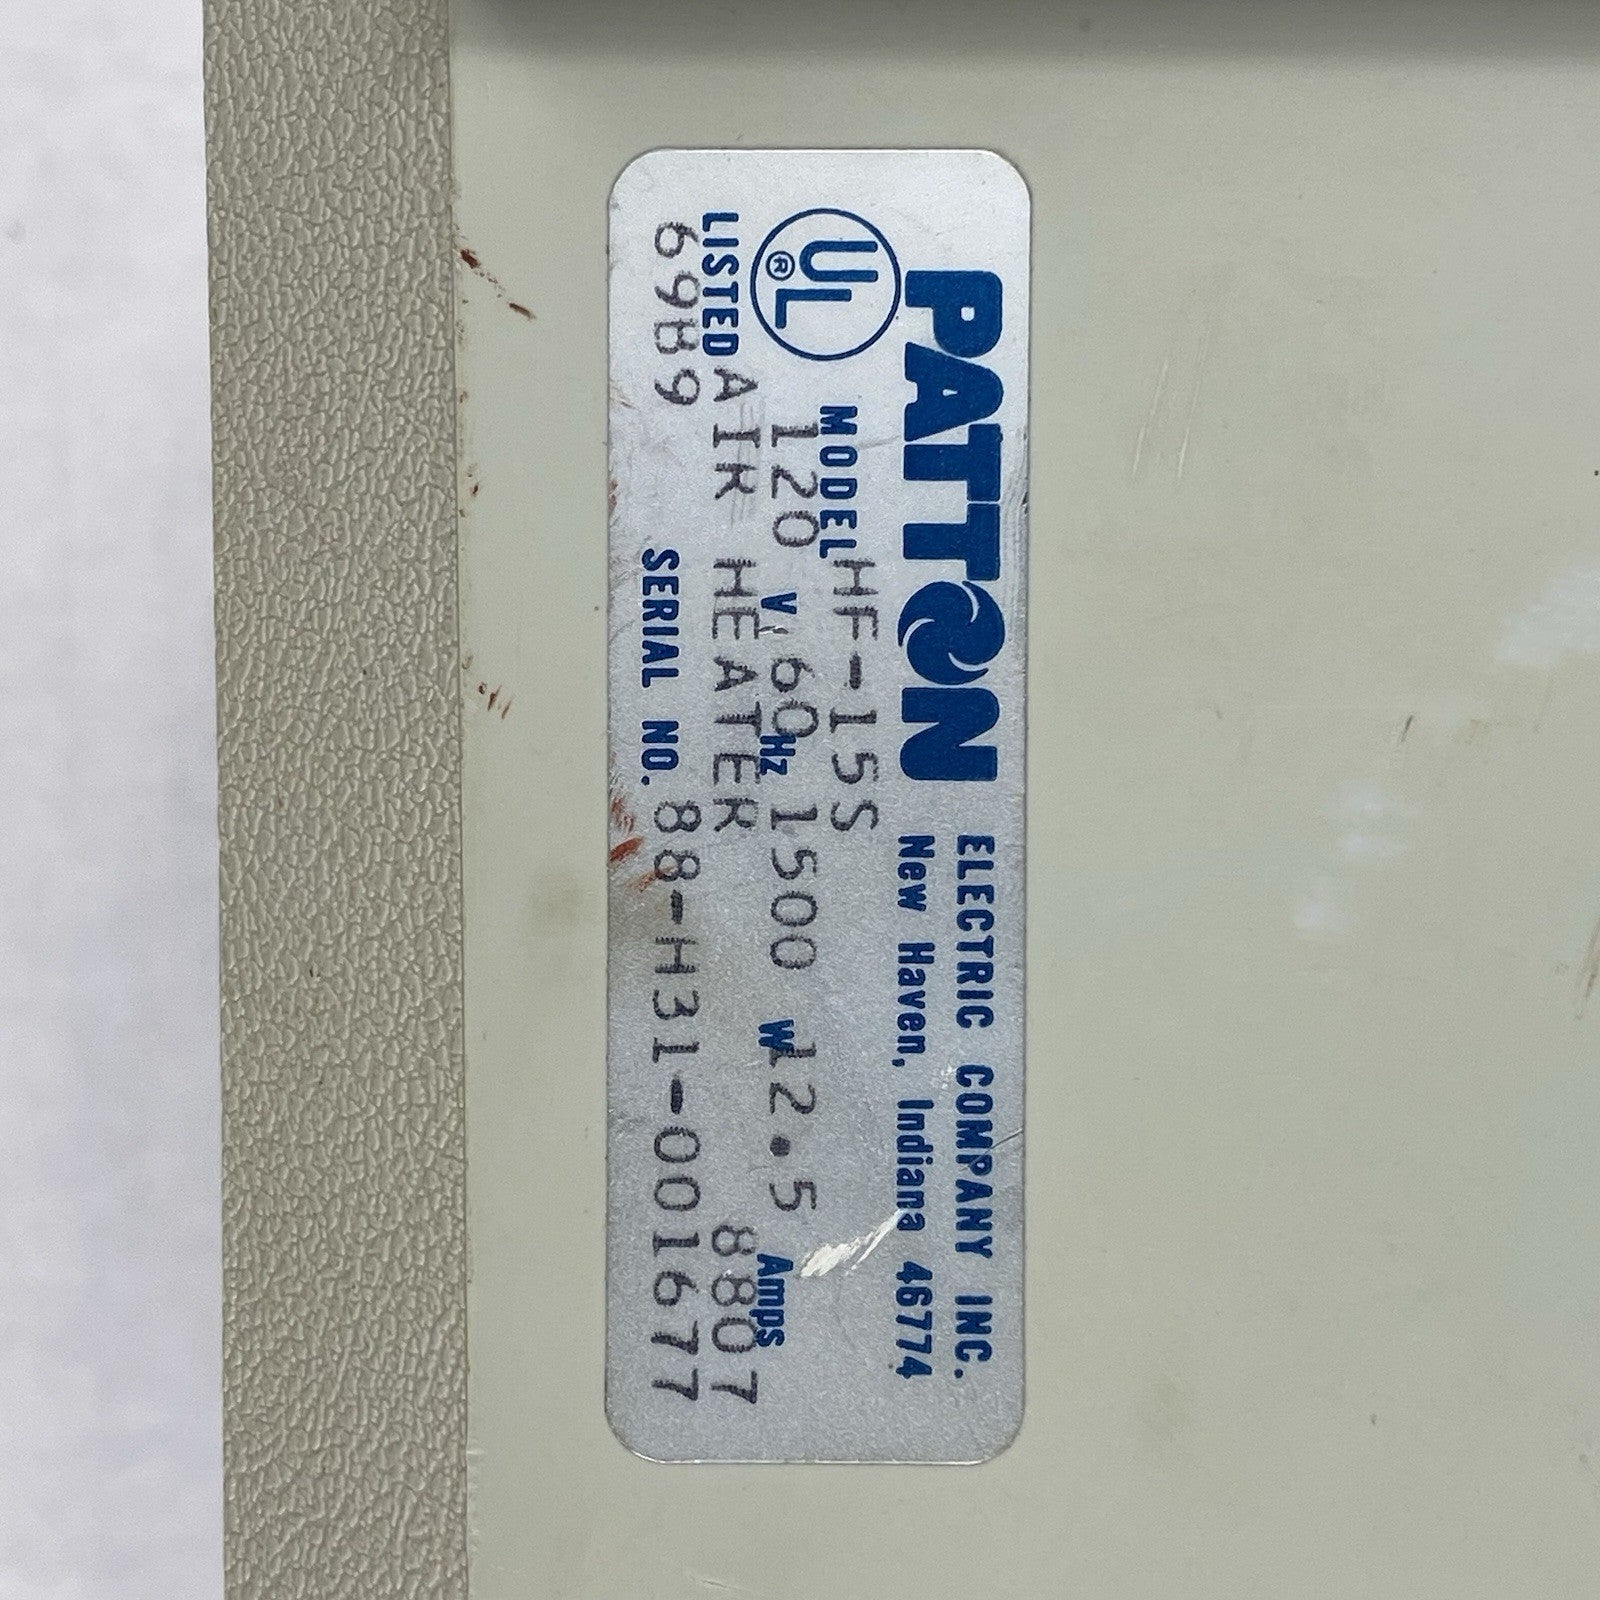 PATTON ELECTRIC COMPANY INC.
New Haven, Indiana 46774
UL®
MODEL HF-15S
120 V 60 Hz 1500 W 12.5 Amps
LISTED AIR HEATER 8807
69B9
SERIAL NO. 88-H31-001677